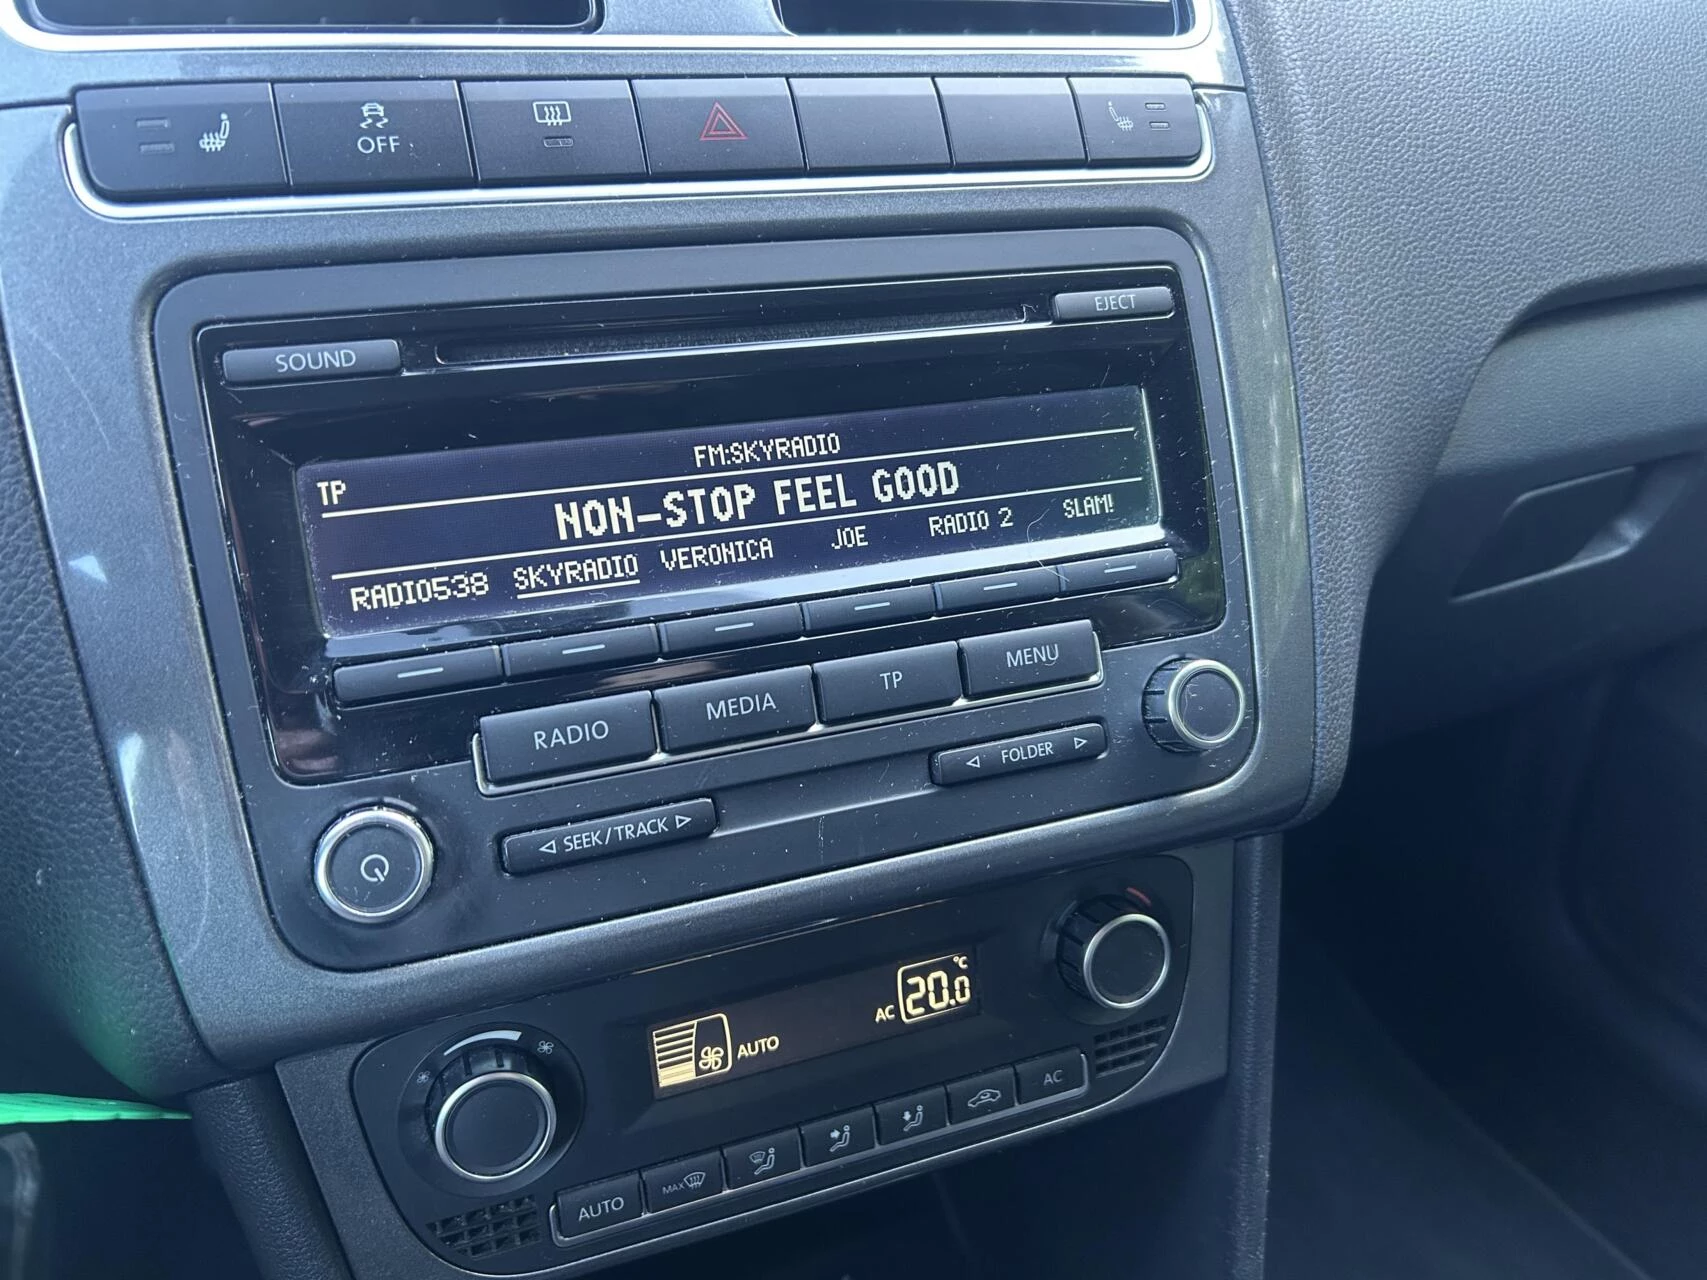 OFF
EJECT
SOUND
FM:SKYRADIO
TP
NON-STOP FEEL GOOD
RADIO538 SKYRADIO VERONICA JOE RADIO 2 SLAM!
RADIO MEDIA TP MENU
FOLDER
SEEK/TRACK
AUTO AC 20.0 °C
AUTO MAX AC